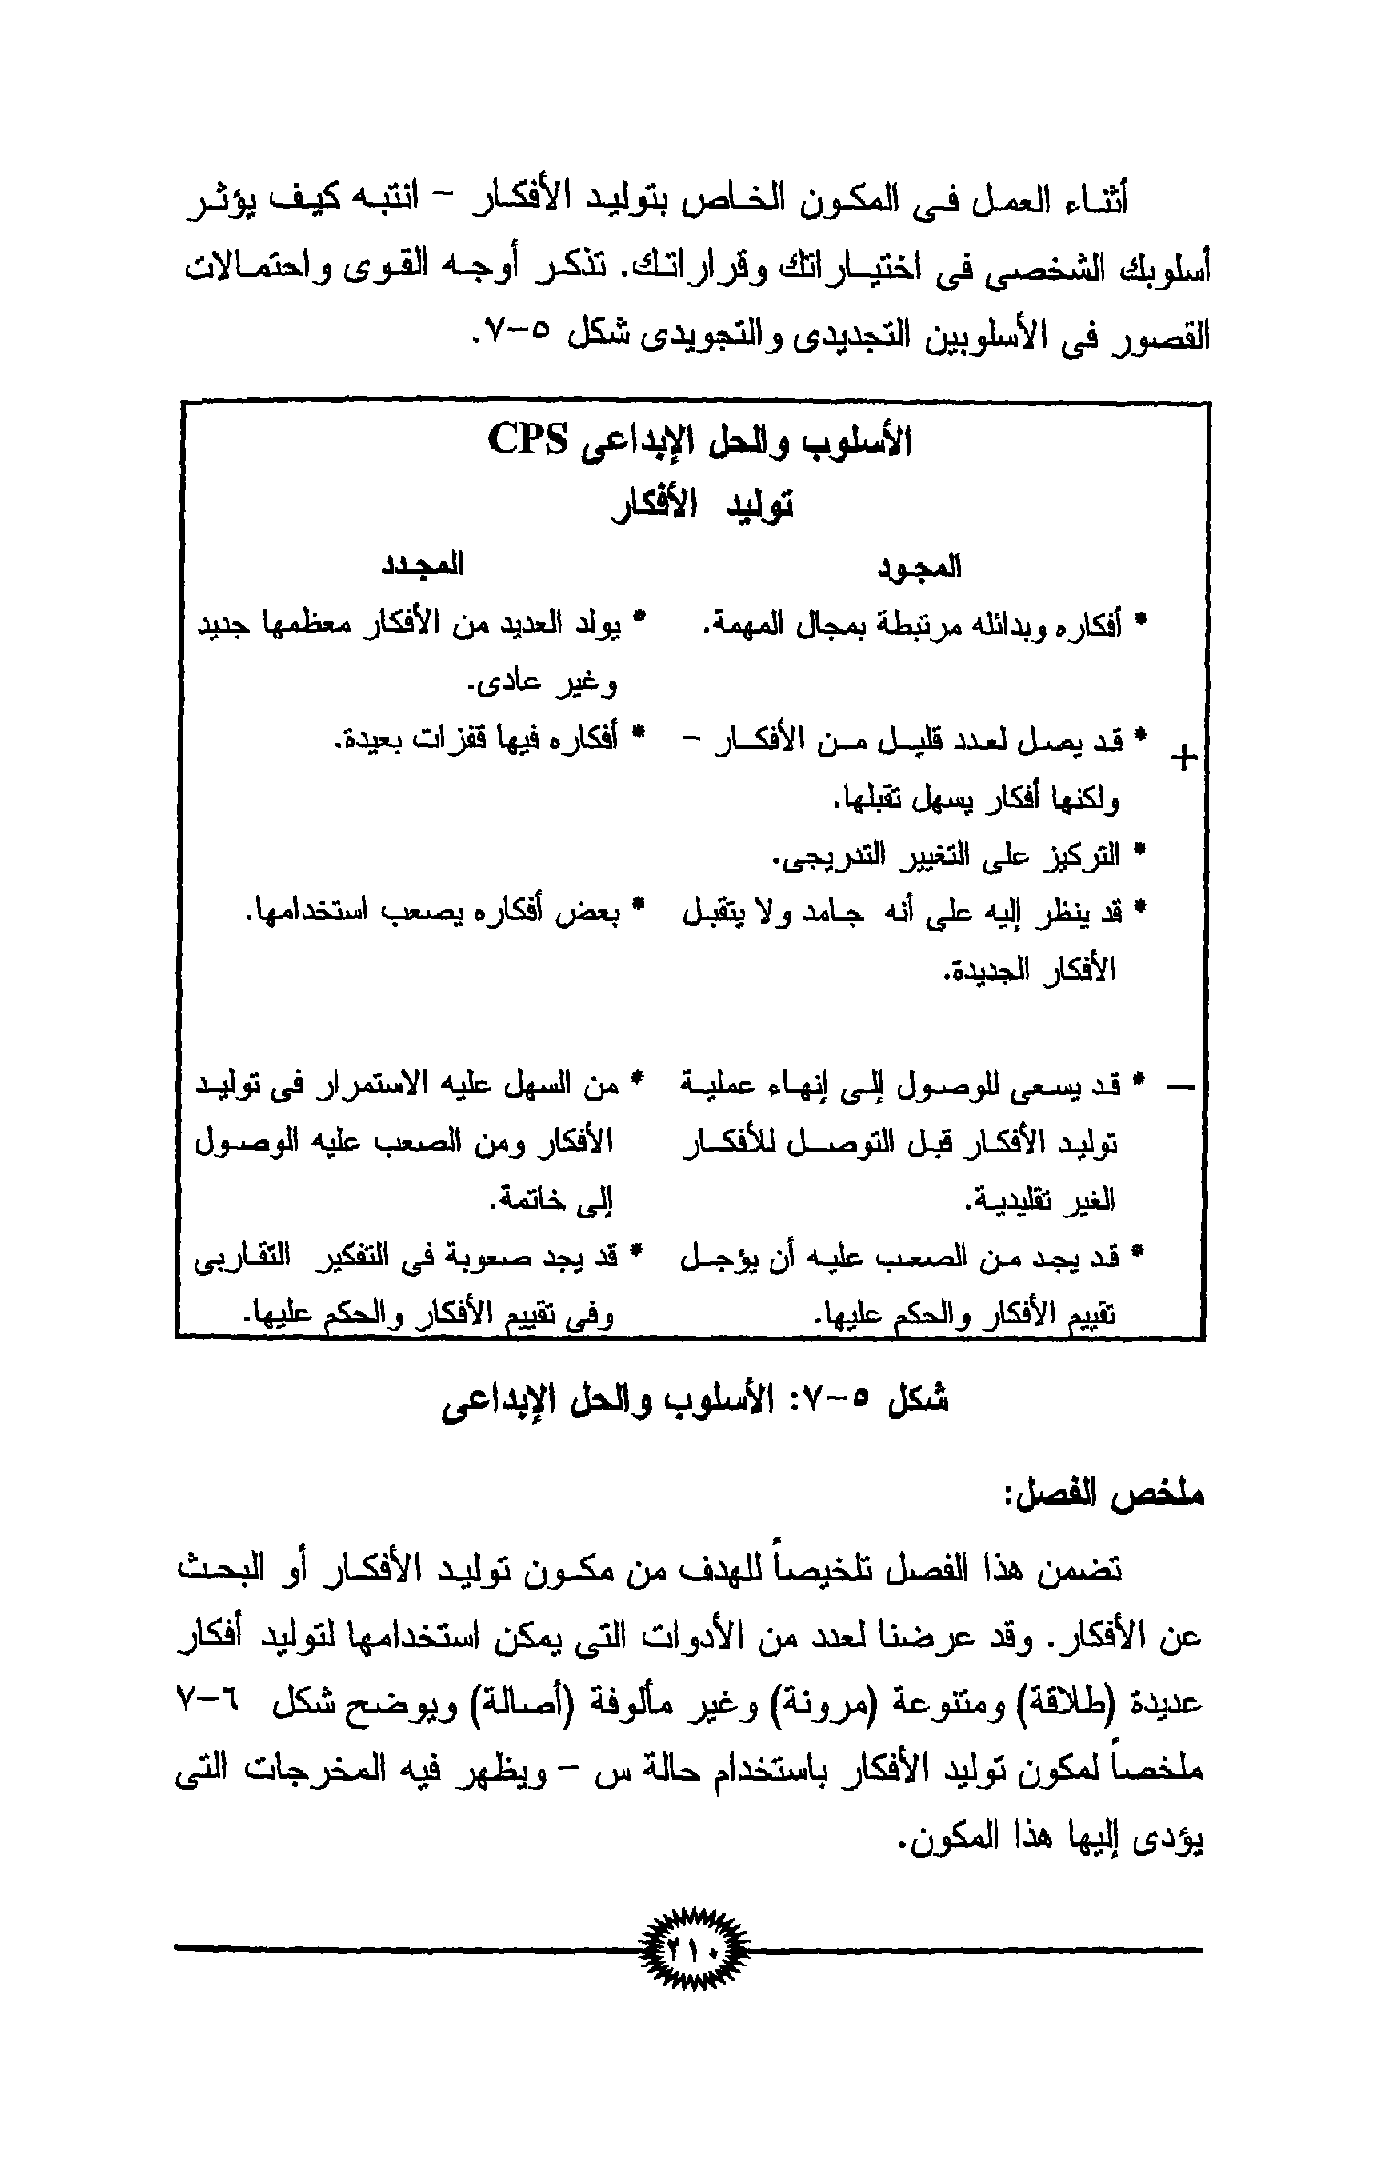 أثناء العمل فى المكون الخاص بتوليد الأفكار – انتبه كيف يؤثر
أسلوبك الشخصى فى اختياراتك وقراراتك. تذكر أوجه القوى واحتمالات
القصور فى الأسلوبين التجديدى والتجويدى شكل ٥–٧.
الأسلوب والحل الإبداعى CPS
توليد الأفكار
المجود المجدد
* أفكاره وبدائله مرتبطة بمجال المهمة. * يولد العديد من الأفكار معظمها جديد
وغير عادى.
+ * قد يصل لعدد قليل من الأفكار – * أفكاره فيها قفزات بعيدة.
ولكنها أفكار يسهل تقبلها.
* التركيز على التغيير التدريجى.
* قد ينظر إليه على أنه جامد ولا يتقبل * بعض أفكاره يصعب استخدامها.
الأفكار الجديدة.
– * قد يسعى للوصول إلى إنهاء عملية * من السهل عليه الاستمرار فى توليد
توليد الأفكار قبل التوصل للأفكار الأفكار ومن الصعب عليه الوصول
الغير تقليدية. إلى خاتمة.
* قد يجد من الصعب عليه أن يؤجل * قد يجد صعوبة فى التفكير التقاربى
تقييم الأفكار والحكم عليها. وفى تقييم الأفكار والحكم عليها.
شكل ٥–٧: الأسلوب والحل الإبداعى
ملخص الفصل:
تضمن هذا الفصل تلخيصاً للهدف من مكون توليد الأفكار أو البحث
عن الأفكار. وقد عرضنا لعدد من الأدوات التى يمكن استخدامها لتوليد أفكار
عديدة (طلاقة) ومتنوعة (مرونة) وغير مألوفة (أصالة) ويوضح شكل ٦–٧
ملخصاً لمكون توليد الأفكار باستخدام حالة س – ويظهر فيه المخرجات التى
يؤدى إليها هذا المكون.
٢١٠